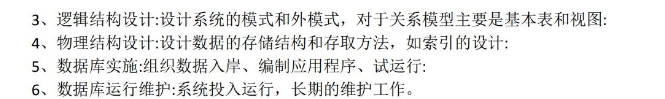 3、逻辑结构设计:设计系统的模式和外模式，对于关系模型主要是基本表和视图:
4、物理结构设计:设计数据的存储结构和存取方法，如索引的设计:
5、数据库实施:组织数据入岸、编制应用程序、试运行:
6、数据库运行维护:系统投入运行，长期的维护工作。